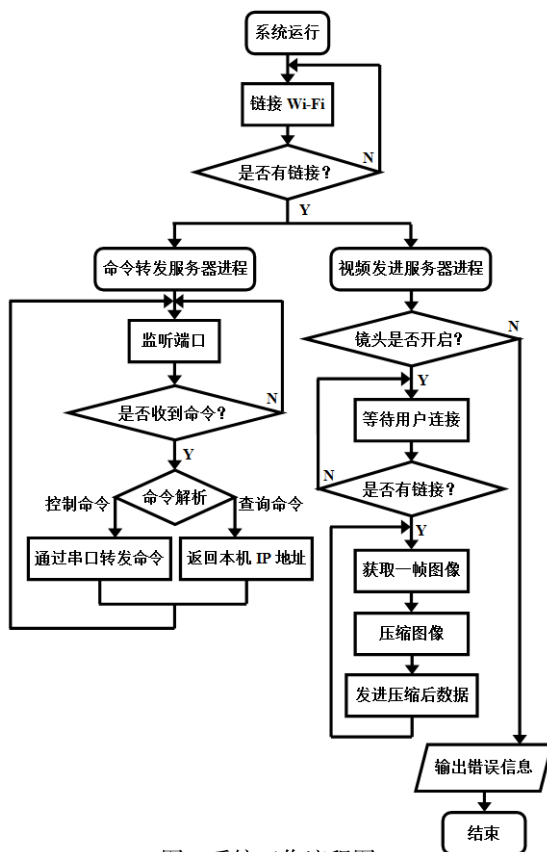 系统运行
链接 Wi-Fi
是否有链接？
N
Y
命令转发服务器进程
监听端口
是否收到命令？
N
Y
命令解析
控制命令
查询命令
通过串口转发命令
返回本机 IP 地址
视频发进服务器进程
镜头是否开启？
N
Y
等待用户连接
是否有链接？
N
Y
获取一帧图像
压缩图像
发进压缩后数据
输出错误信息
结束